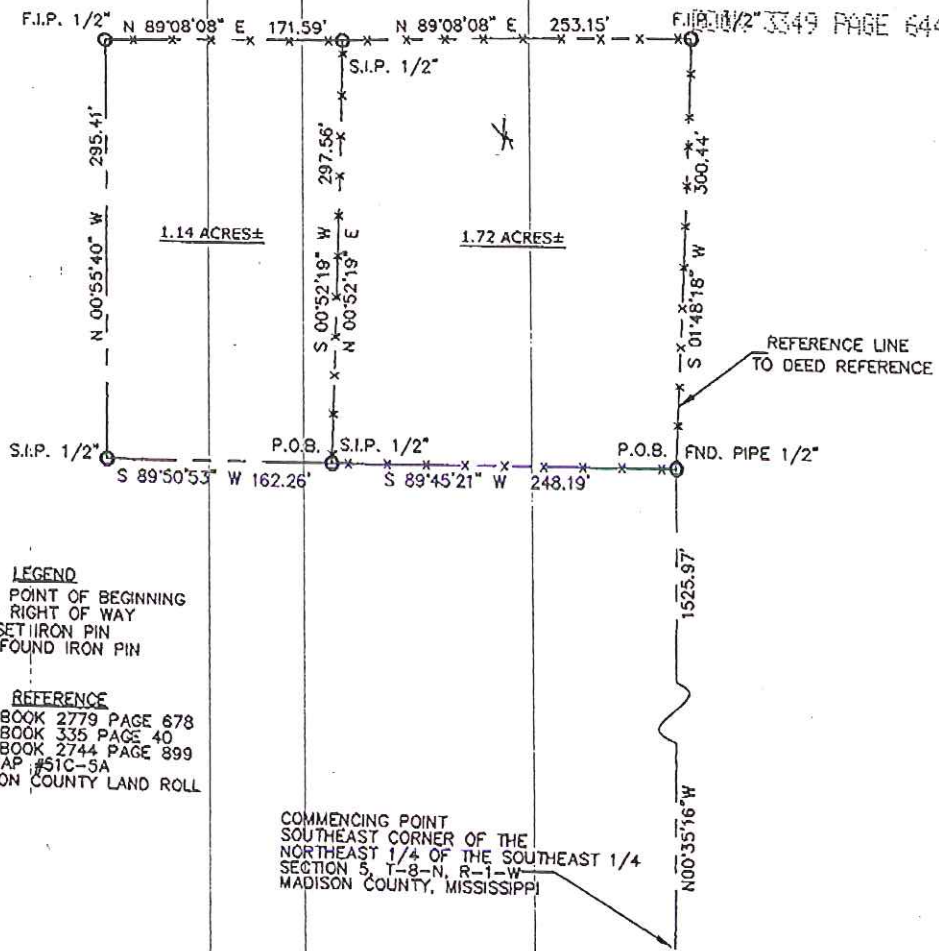 F.I.P. 1/2"
N 89°08'08" E 171.59'
N 89°08'08" E 253.15'
3349 PAGE 644
S.I.P. 1/2"
295.41'
N 00°55'40" W
297.56'
S 00°52'19" W
N 00°52'19" E
300.44'
S 01°48'18" W
1.14 ACRES±
1.72 ACRES±
REFERENCE LINE
TO DEED REFERENCE
S.I.P. 1/2"
P.O.B. S.I.P. 1/2"
P.O.B. FND. PIPE 1/2"
S 89°50'53" W 162.26'
S 89°45'21" W 248.19'
1525.97'
N00°35'16"W
LEGEND
POINT OF BEGINNING
RIGHT OF WAY
SET IRON PIN
FOUND IRON PIN
REFERENCE
BOOK 2779 PAGE 678
BOOK 335 PAGE 40
BOOK 2744 PAGE 899
AP #51C-5A
ON COUNTY LAND ROLL
COMMENCING POINT
SOUTHEAST CORNER OF THE
NORTHEAST 1/4 OF THE SOUTHEAST 1/4
SECTION 5, T-8-N, R-1-W
MADISON COUNTY, MISSISSIPPI